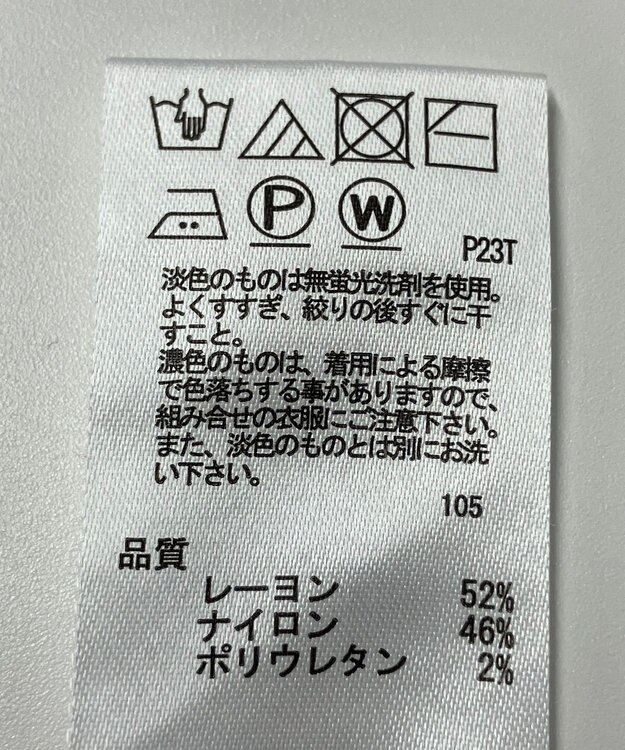 P W
P23T
淡色のものは無蛍光洗剤を使用。
よくすすぎ、絞りの後すぐに干
すこと。
濃色のものは、着用による摩擦
で色落ちする事がありますので、
組み合せの衣服にご注意下さい。
また、淡色のものとは別にお洗
い下さい。
105
品質
レーヨン 52%
ナイロン 46%
ポリウレタン 2%